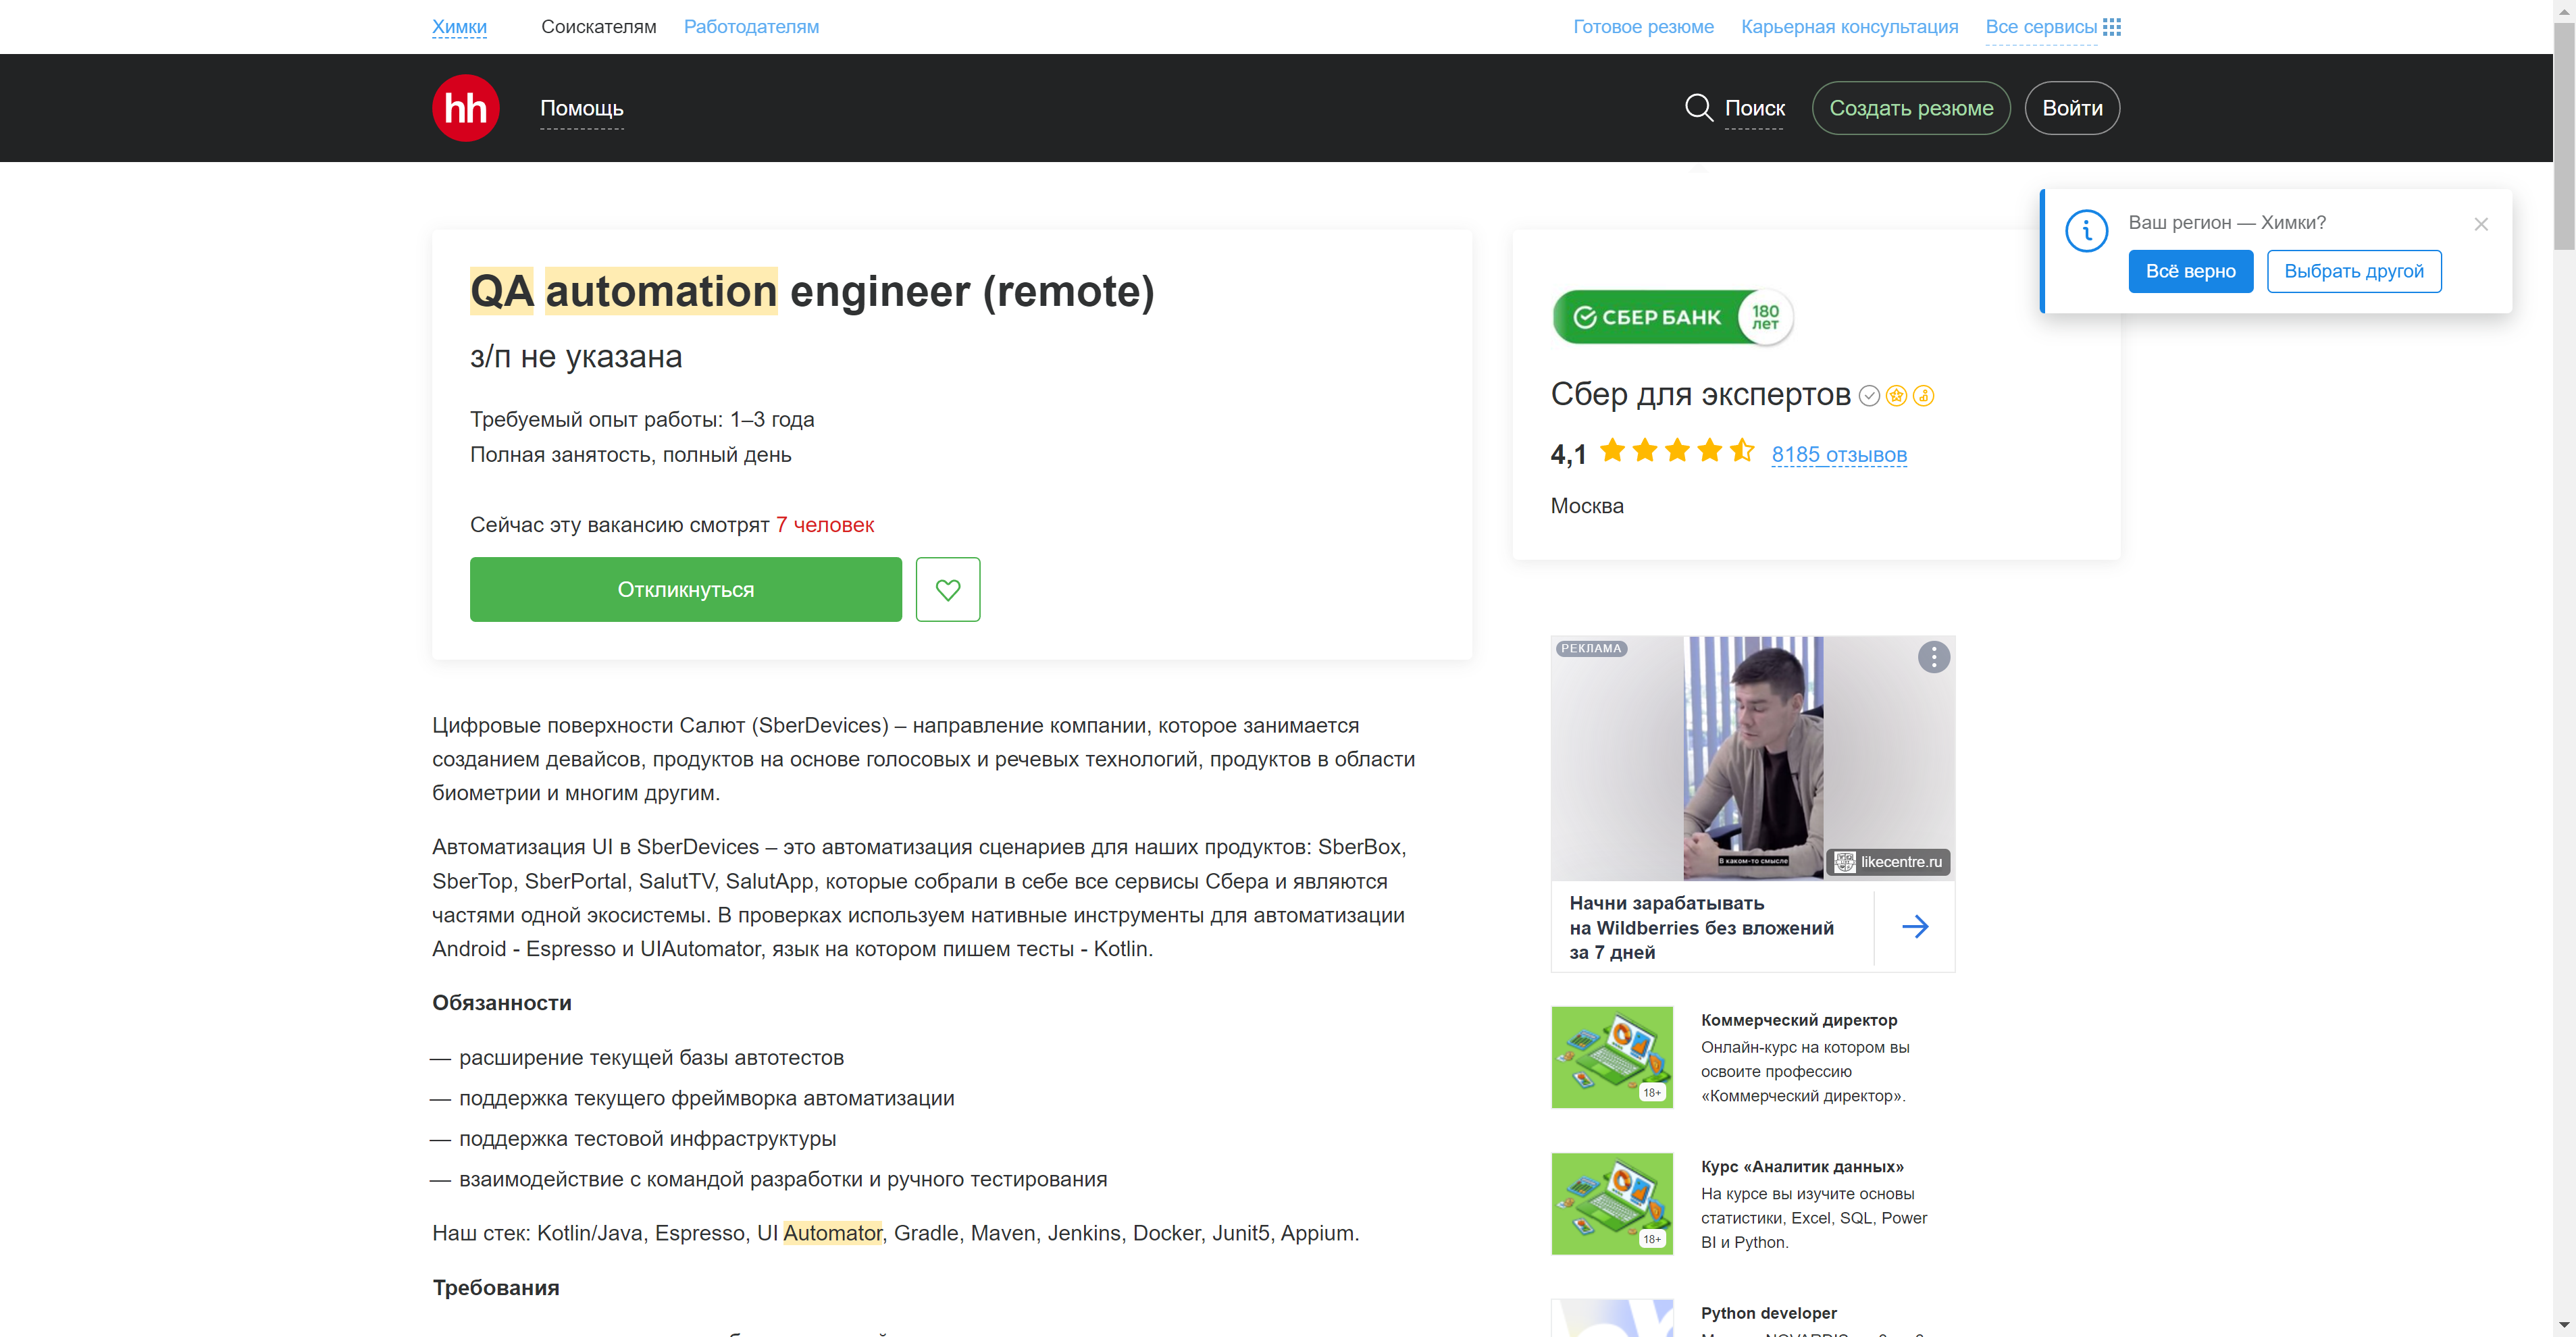 Химки
Соискателям
Работодателям
Готовое резюме
Карьерная консультация
Все сервисы
hh
Помощь
Поиск
Создать резюме
Войти
Ваш регион — Химки?
Всё верно
Выбрать другой
QA automation engineer (remote)
з/п не указана
Требуемый опыт работы: 1–3 года
Полная занятость, полный день
Сейчас эту вакансию смотрят 7 человек
Откликнуться
СБЕР БАНК
180
лет
Сбер для экспертов
4,1
8185 отзывов
Москва
Цифровые поверхности Салют (SberDevices) – направление компании, которое занимается
созданием девайсов, продуктов на основе голосовых и речевых технологий, продуктов в области
биометрии и многим другим.
Автоматизация UI в SberDevices – это автоматизация сценариев для наших продуктов: SberBox,
SberTop, SberPortal, SalutTV, SalutApp, которые собрали в себе все сервисы Сбера и являются
частями одной экосистемы. В проверках используем нативные инструменты для автоматизации
Android - Espresso и UIAutomator, язык на котором пишем тесты - Kotlin.
Обязанности
— расширение текущей базы автотестов
— поддержка текущего фреймворка автоматизации
— поддержка тестовой инфраструктуры
— взаимодействие с командой разработки и ручного тестирования
Наш стек: Kotlin/Java, Espresso, UI Automator, Gradle, Maven, Jenkins, Docker, Junit5, Appium.
Требования
РЕКЛАМА
В каком-то смысле
likecentre.ru
Начни зарабатывать
на Wildberries без вложений
за 7 дней
18+
Коммерческий директор
Онлайн-курс на котором вы
освоите профессию
«Коммерческий директор».
18+
Курс «Аналитик данных»
На курсе вы изучите основы
статистики, Excel, SQL, Power
BI и Python.
Python developer